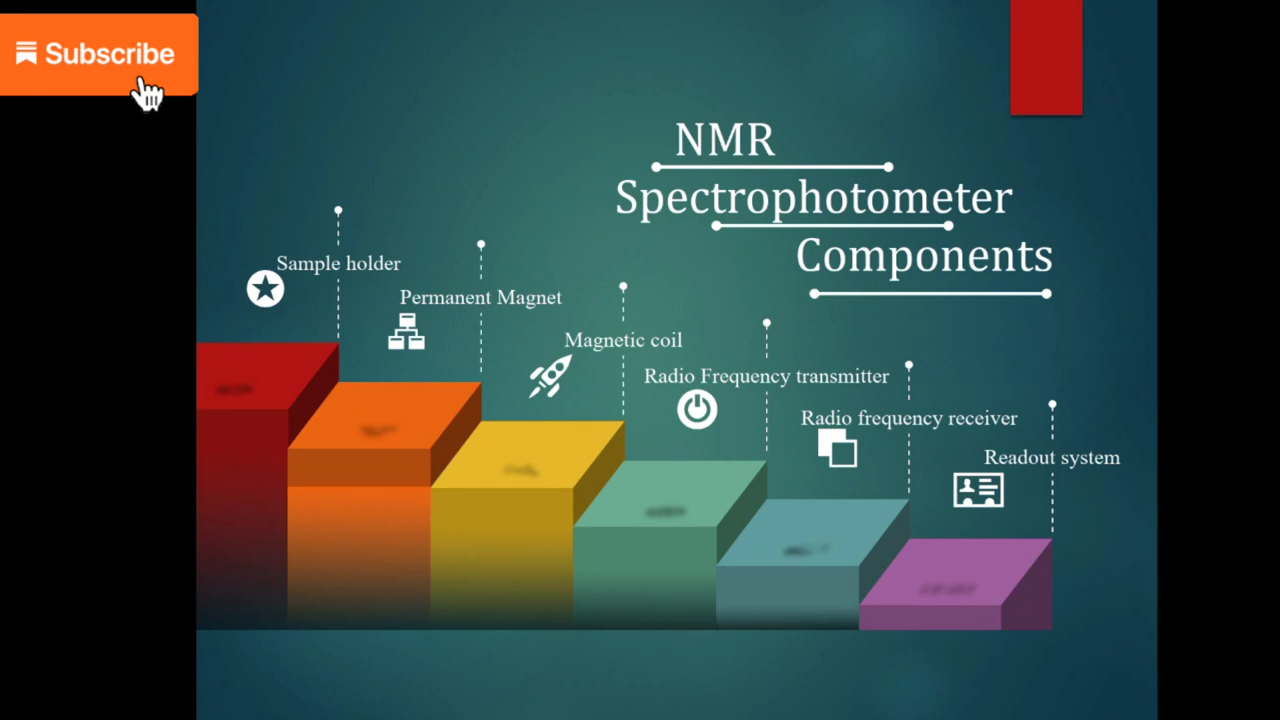 Subscribe
NMR
Spectrophotometer
Components
Sample holder
Permanent Magnet
Magnetic coil
Radio Frequency transmitter
Radio frequency receiver
Readout system